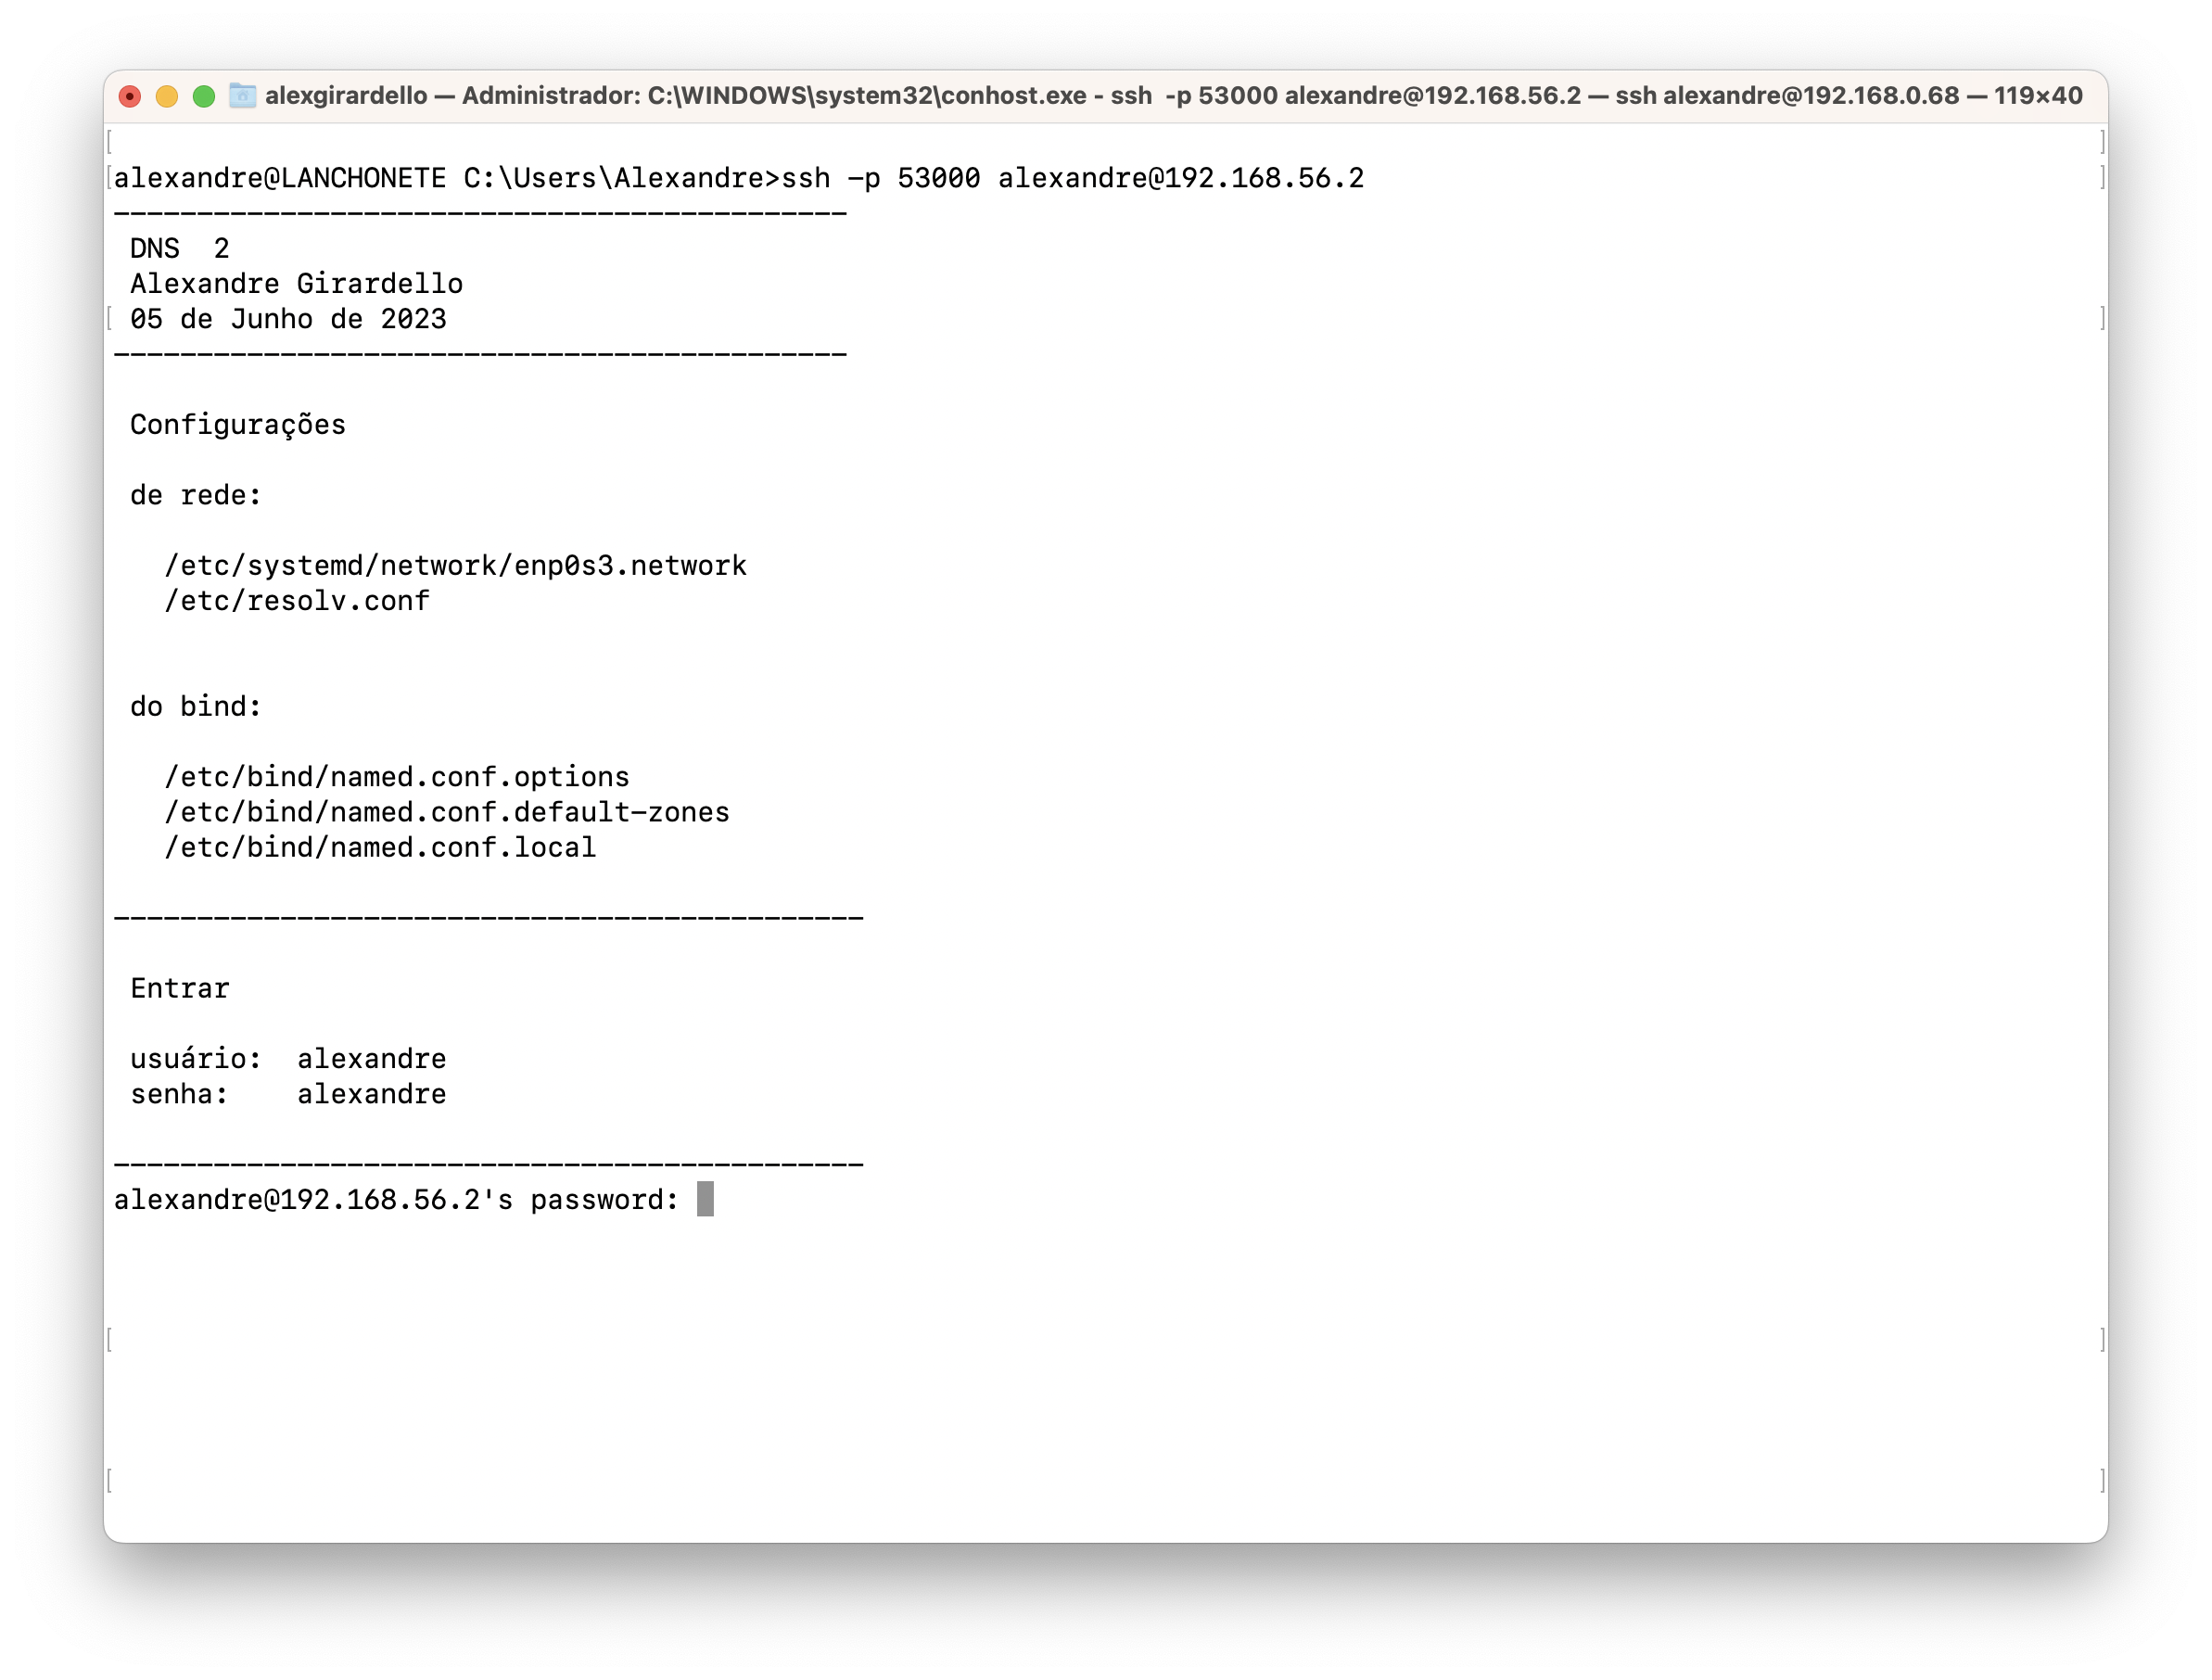 alexgirardello — Administrador: C:\WINDOWS\system32\conhost.exe - ssh  -p 53000 alexandre@192.168.56.2 — ssh alexandre@192.168.0.68 — 119×40
[ ]
[alexandre@LANCHONETE C:\Users\Alexandre>ssh -p 53000 alexandre@192.168.56.2 ]
--------------------------------------------
DNS  2
Alexandre Girardello
[ 05 de Junho de 2023 ]
--------------------------------------------
Configurações
de rede:
/etc/systemd/network/enp0s3.network
/etc/resolv.conf
do bind:
/etc/bind/named.conf.options
/etc/bind/named.conf.default-zones
/etc/bind/named.conf.local
---------------------------------------------
Entrar
usuário:  alexandre
senha:    alexandre
---------------------------------------------
alexandre@192.168.56.2's password:
[ ]
[ ]